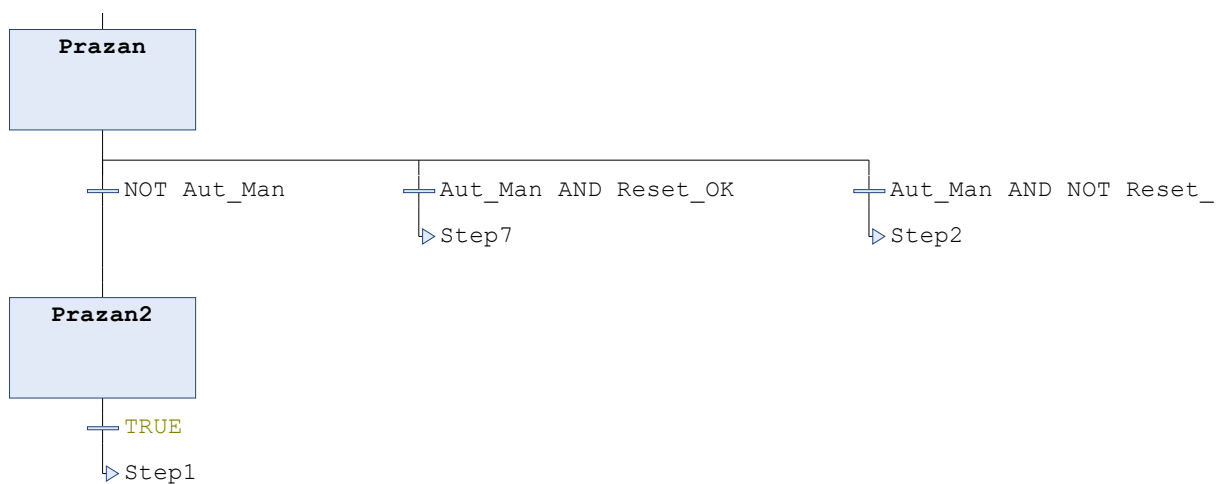 Prazan
NOT Aut_Man
Aut_Man AND Reset_OK
Aut_Man AND NOT Reset_
Step7
Step2
Prazan2
TRUE
Step1